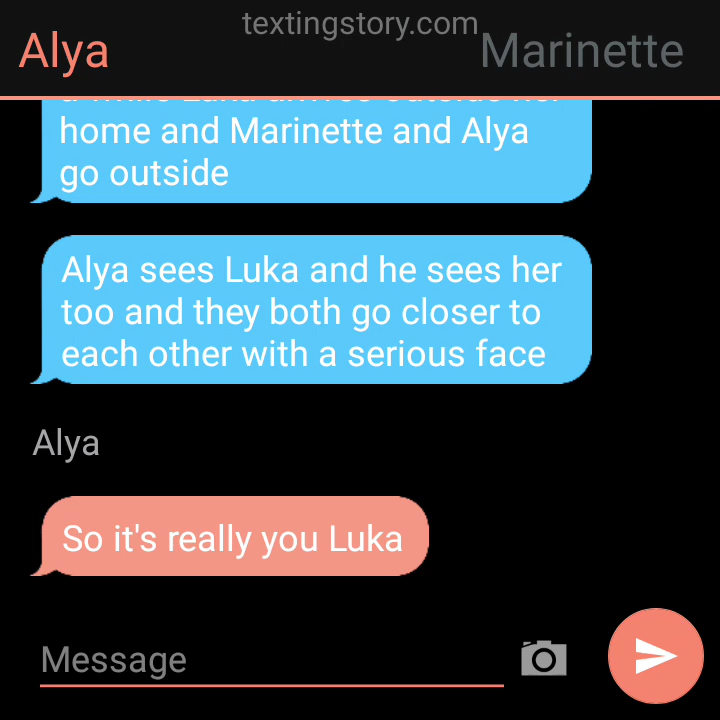 textingstory.com
Alya
Marinette
home and Marinette and Alya
go outside
Alya sees Luka and he sees her
too and they both go closer to
each other with a serious face
Alya
So it's really you Luka
Message